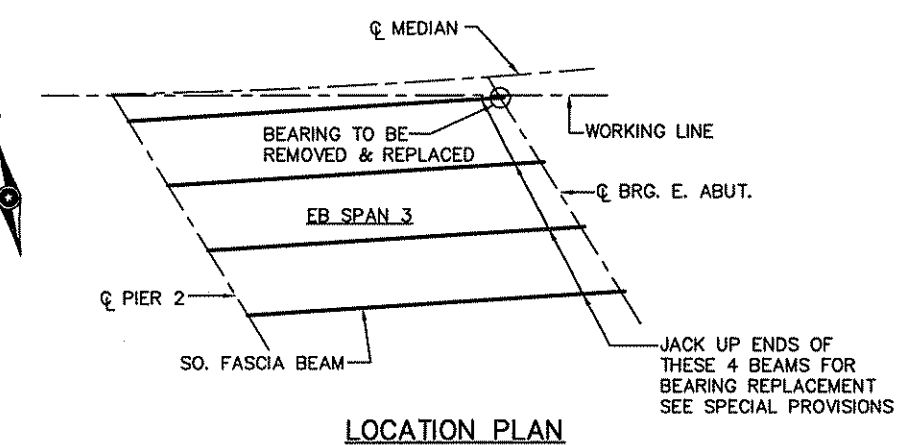 ℄ MEDIAN
BEARING TO BE
REMOVED & REPLACED
WORKING LINE
℄ BRG. E. ABUT.
EB SPAN 3
℄ PIER 2
SO. FASCIA BEAM
JACK UP ENDS OF
THESE 4 BEAMS FOR
BEARING REPLACEMENT
SEE SPECIAL PROVISIONS
LOCATION PLAN